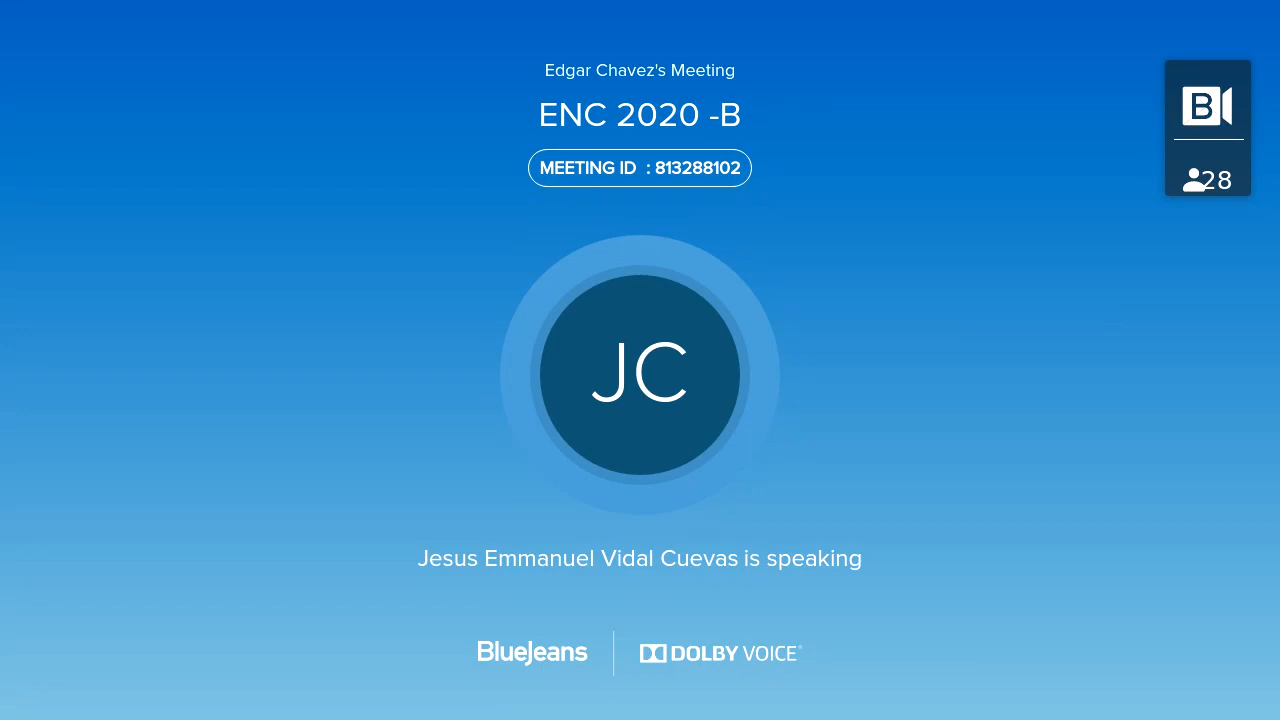 Edgar Chavez's Meeting
ENC 2020 -B
MEETING ID : 813288102
B
28
JC
Jesus Emmanuel Vidal Cuevas is speaking
BlueJeans
DOLBY VOICE®